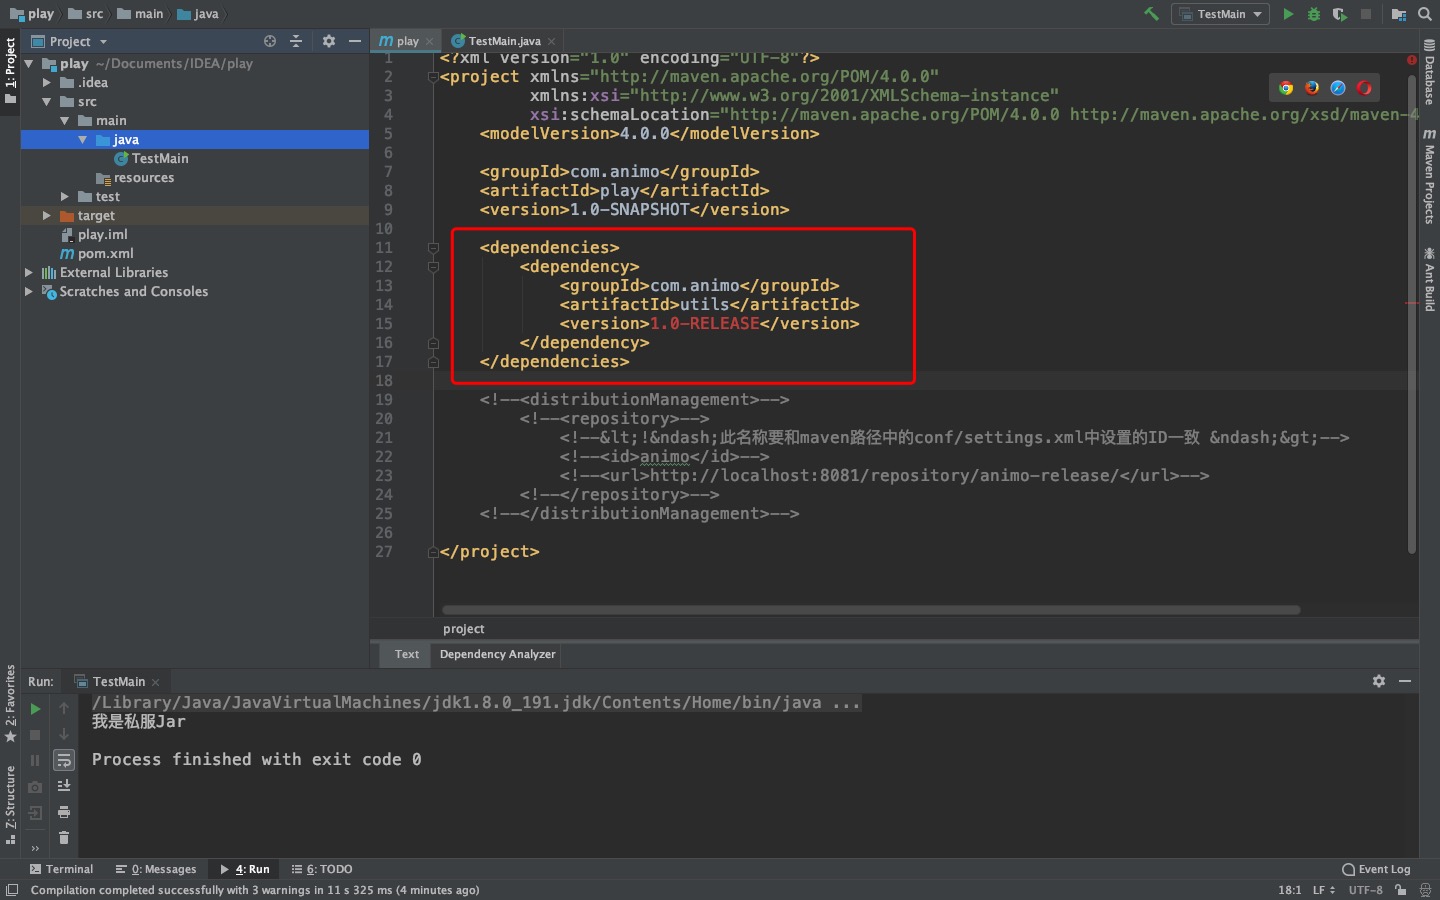 play src main java
TestMain
1: Project
Project
play
TestMain.java
play ~/Documents/IDEA/play
.idea
src
main
java
TestMain
resources
test
target
play.iml
pom.xml
External Libraries
Scratches and Consoles
1 <?xml version="1.0" encoding="UTF-8"?>
2 <project xmlns="http://maven.apache.org/POM/4.0.0"
3 xmlns:xsi="http://www.w3.org/2001/XMLSchema-instance"
4 xsi:schemaLocation="http://maven.apache.org/POM/4.0.0 http://maven.apache.org/xsd/maven-4
5 <modelVersion>4.0.0</modelVersion>
6
7 <groupId>com.animo</groupId>
8 <artifactId>play</artifactId>
9 <version>1.0-SNAPSHOT</version>
10
11 <dependencies>
12 <dependency>
13 <groupId>com.animo</groupId>
14 <artifactId>utils</artifactId>
15 <version>1.0-RELEASE</version>
16 </dependency>
17 </dependencies>
18
19 <!--<distributionManagement>-->
20 <!--<repository>-->
21 <!--&lt;!&ndash;此名称要和maven路径中的conf/settings.xml中设置的ID一致 &ndash;&gt;-->
22 <!--<id>animo</id>-->
23 <!--<url>http://localhost:8081/repository/animo-release/</url>-->
24 <!--</repository>-->
25 <!--</distributionManagement>-->
26
27 </project>
project
Text Dependency Analyzer
Database
m Maven Projects
Ant Build
2: Favorites
Z: Structure
Run: TestMain
/Library/Java/JavaVirtualMachines/jdk1.8.0_191.jdk/Contents/Home/bin/java ...
我是私服Jar
Process finished with exit code 0
Terminal 0: Messages 4: Run 6: TODO
Event Log
Compilation completed successfully with 3 warnings in 11 s 325 ms (4 minutes ago)
18:1 LF UTF-8